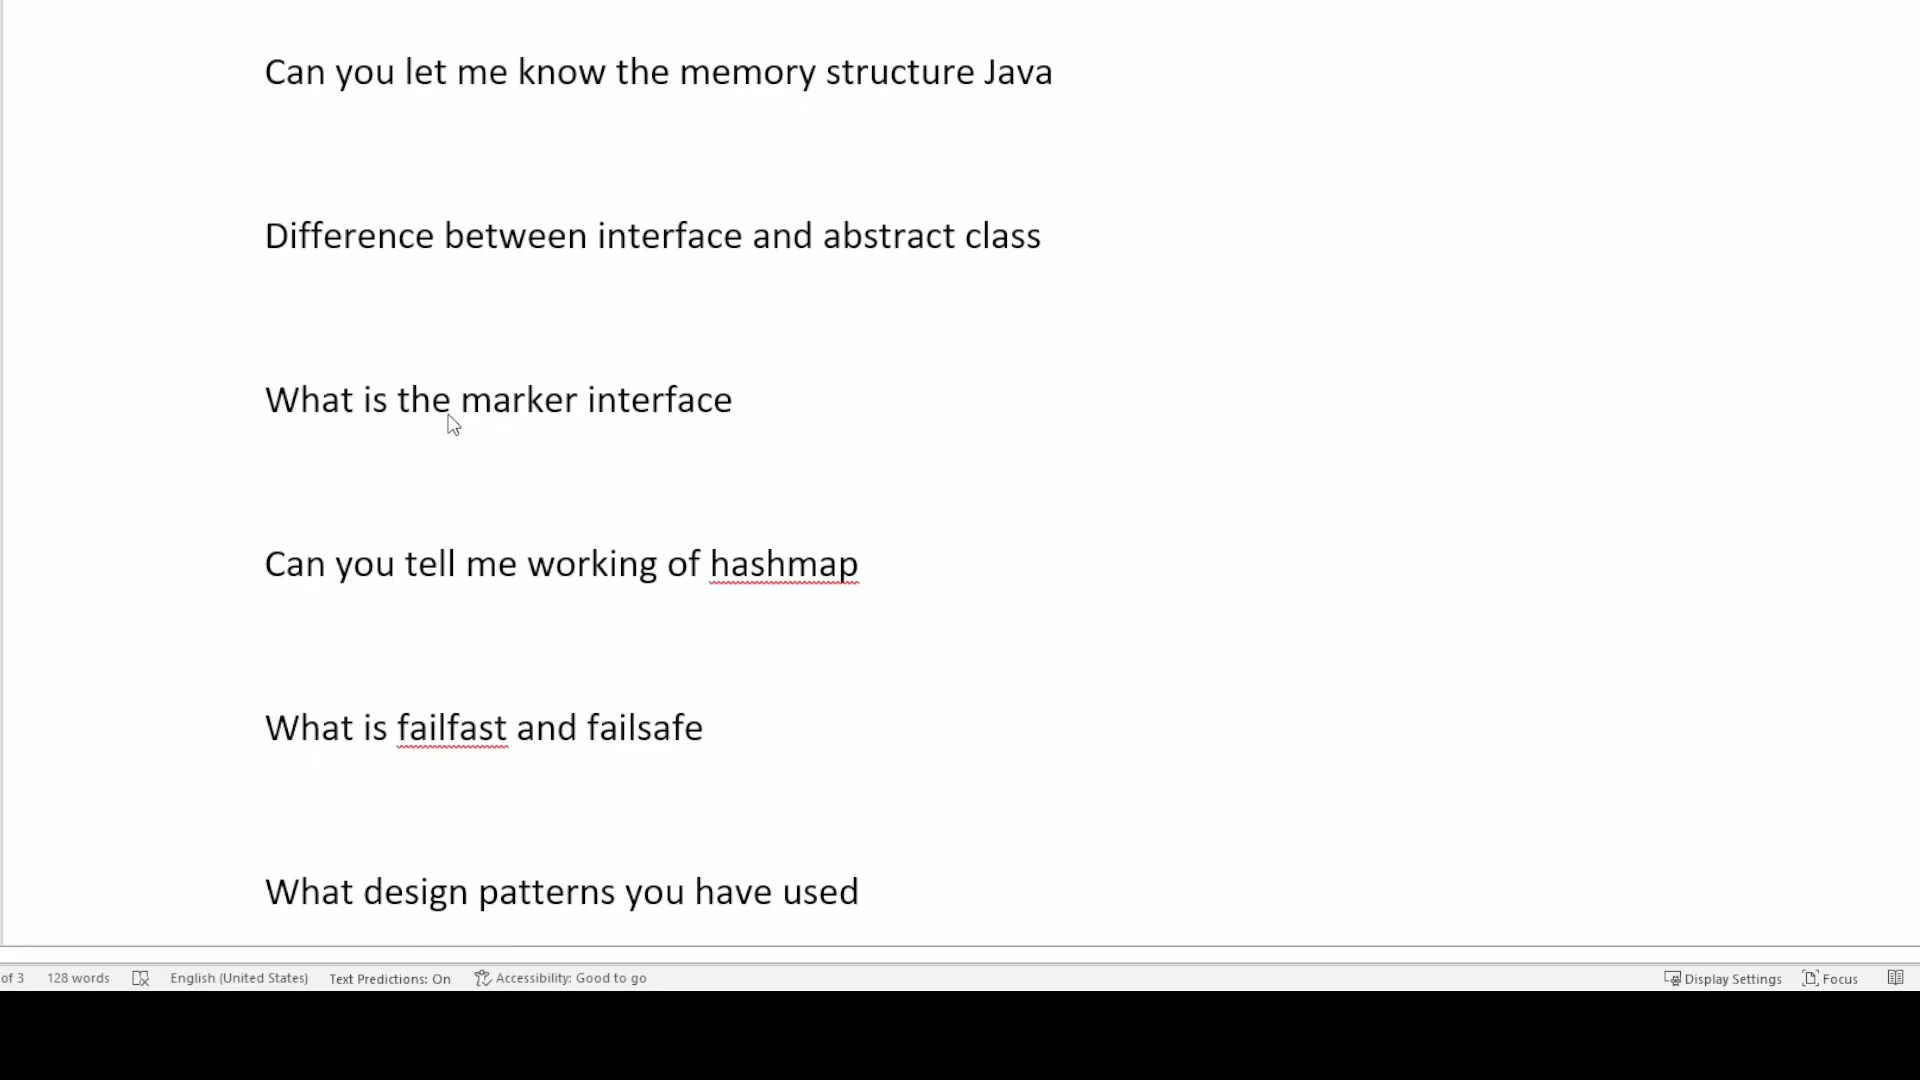 Can you let me know the memory structure Java
Difference between interface and abstract class
What is the marker interface
Can you tell me working of hashmap
What is failfast and failsafe
What design patterns you have used
of 3 128 words English (United States) Text Predictions: On Accessibility: Good to go Display Settings Focus